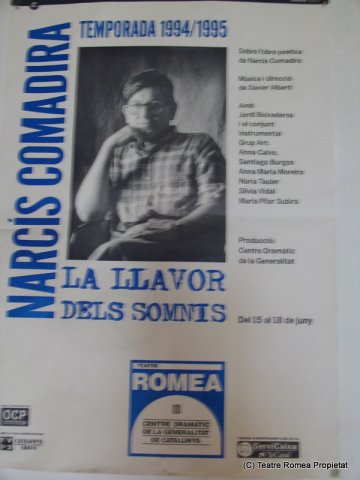 TEMPORADA 1994/1995
NARCÍS COMADIRA
Sobre l'obra poètica
de Narcís Comadira
Música i direcció
de Xavier Albertí
Amb:
Jordi Boixaderas
i el conjunt
instrumental
Grup Art:
Anna Calvo,
Santiago Burgos
Anna Maria Moreira
Núria Tauler
Sílvia Vidal
Maria Pilar Subirà
Producció:
Centre Dramàtic
de la Generalitat
LA LLAVOR
DELS SOMNIS
Del 15 al 18 de juny
TEATRE
ROMEA
CENTRE DRAMÀTIC
DE LA GENERALITAT
DE CATALUNYA
OCP
CATALUNYA
RÀDIO
ServiCaixa
(C) Teatre Romea Propietat